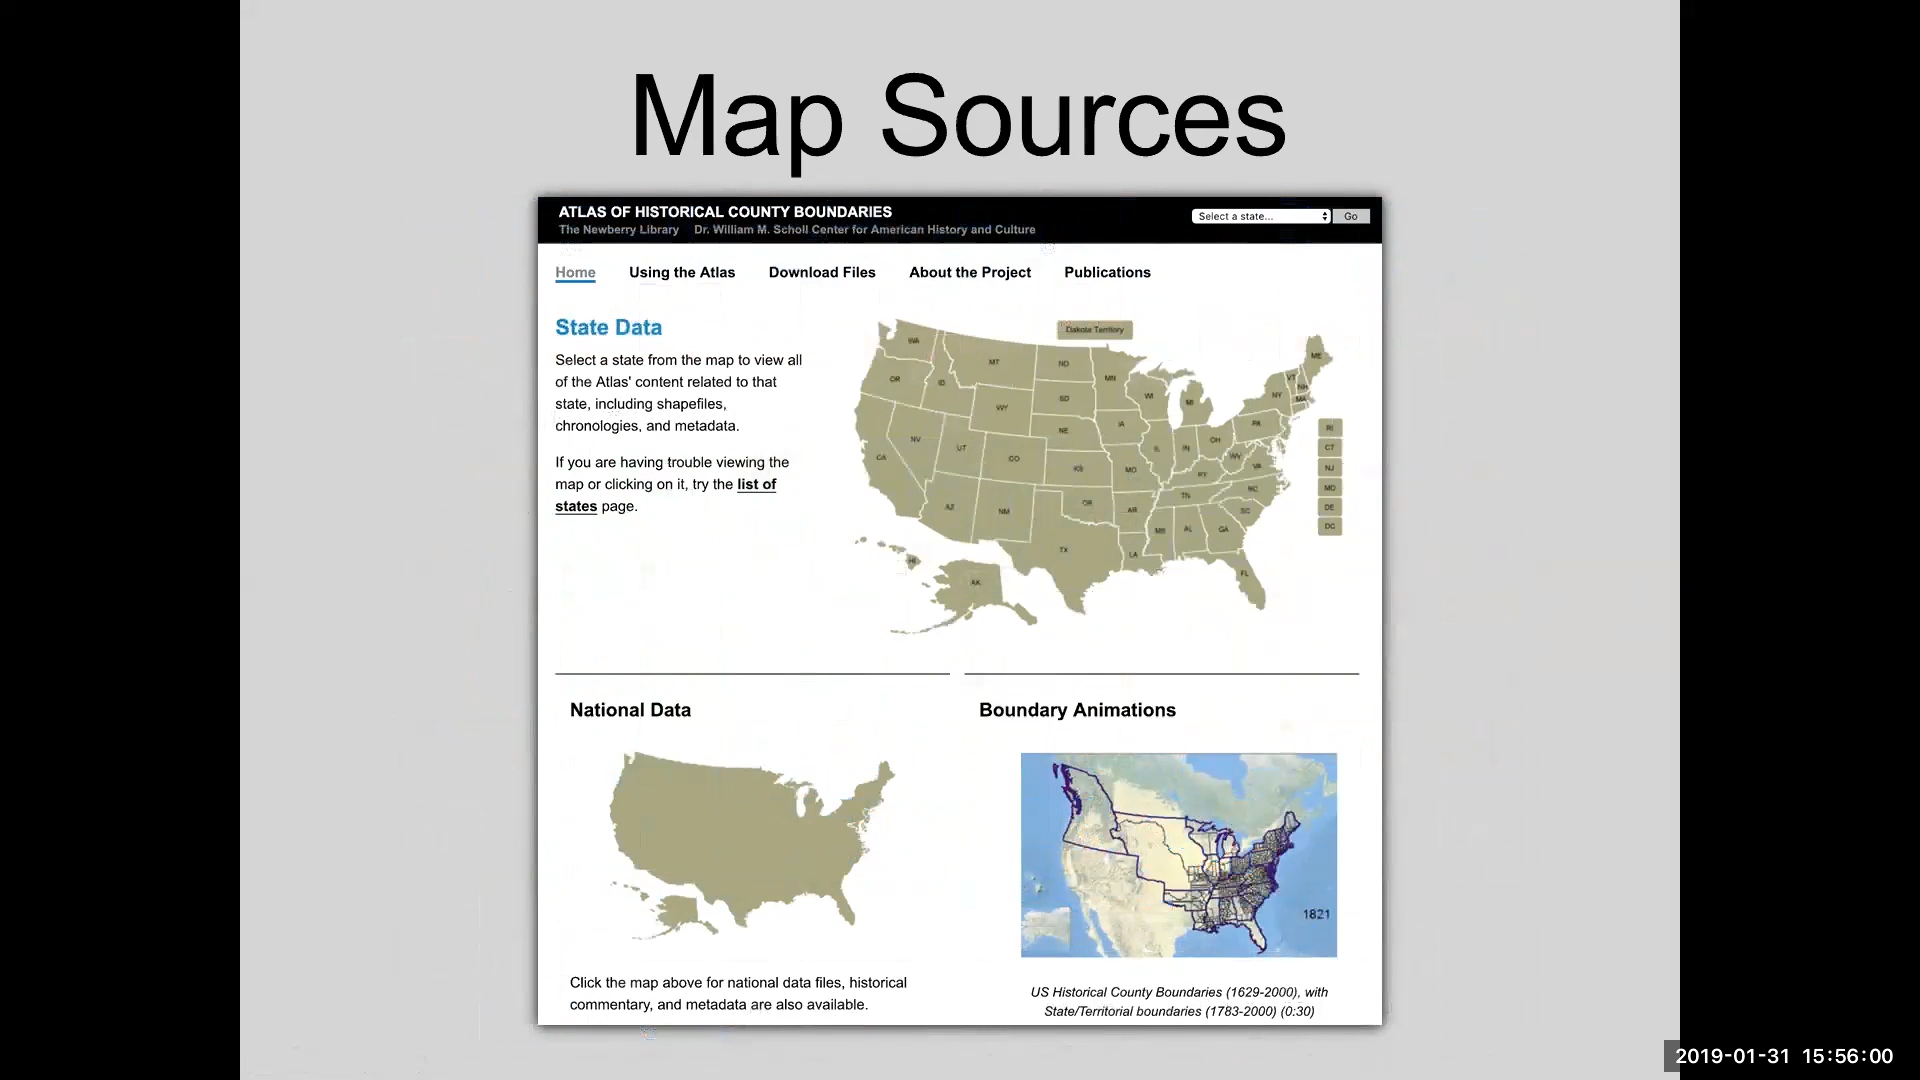 Map Sources
ATLAS OF HISTORICAL COUNTY BOUNDARIES
Select a state...
Go
The Newberry Library Dr. William M. Scholl Center for American History and Culture
Home Using the Atlas Download Files About the Project Publications
State Data
Select a state from the map to view all
of the Atlas' content related to that
state, including shapefiles,
chronologies, and metadata.
If you are having trouble viewing the
map or clicking on it, try the list of
states page.
Dakota Territory
WA
MT
ND
MN
ME
OR
ID
WY
SD
WI
MI
VT
NH
NY
MA
NV
UT
CO
NE
IA
PA
CA
KS
MO
IL
IN
OH
WV
VA
KY
AZ
NM
OK
AR
TN
NC
SC
TX
LA
MS
AL
GA
FL
HI
AK
RI
CT
NJ
MD
DE
DC
National Data
Click the map above for national data files, historical
commentary, and metadata are also available.
Boundary Animations
1821
US Historical County Boundaries (1629-2000), with
State/Territorial boundaries (1783-2000) (0:30)
2019-01-31 15:56:00